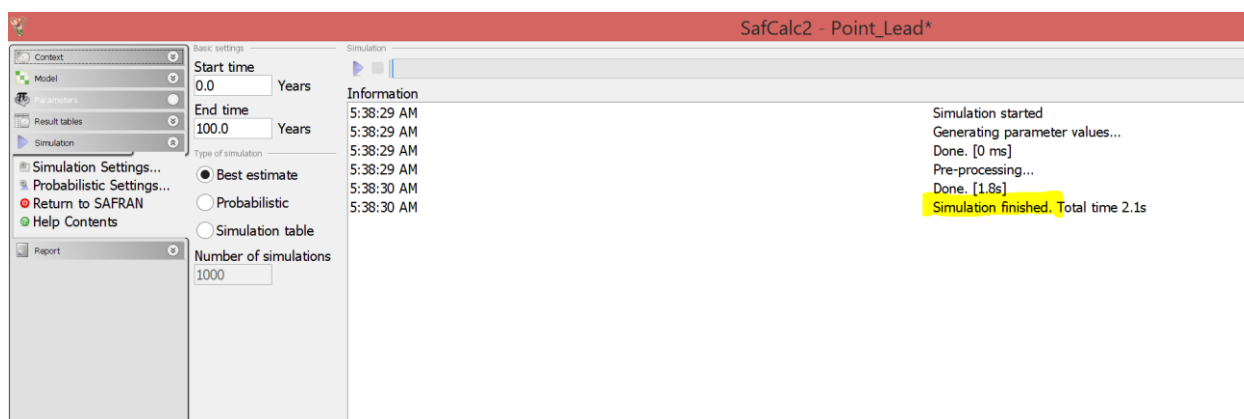 SafCalc2 - Point_Lead*
Context
Model
Parameters
Result tables
Simulation
Simulation Settings...
Probabilistic Settings...
Return to SAFRAN
Help Contents
Report
Basic settings
Start time
0.0 Years
End time
100.0 Years
Type of simulation
Best estimate
Probabilistic
Simulation table
Number of simulations
1000
Simulation
Information
5:38:29 AM Simulation started
5:38:29 AM Generating parameter values...
5:38:29 AM Done. [0 ms]
5:38:29 AM Pre-processing...
5:38:30 AM Done. [1.8s]
5:38:30 AM Simulation finished. Total time 2.1s